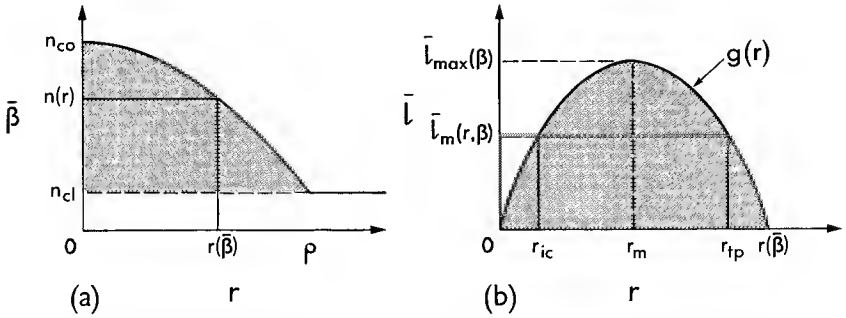 β̄
n_co
n(r)
n_cl
0
r(β̄)
ρ
(a)
r
l̄
l̄_max(β̄)
l̄_m(r,β̄)
g(r)
0
r_ic
r_m
r_tp
r(β̄)
(b)
r